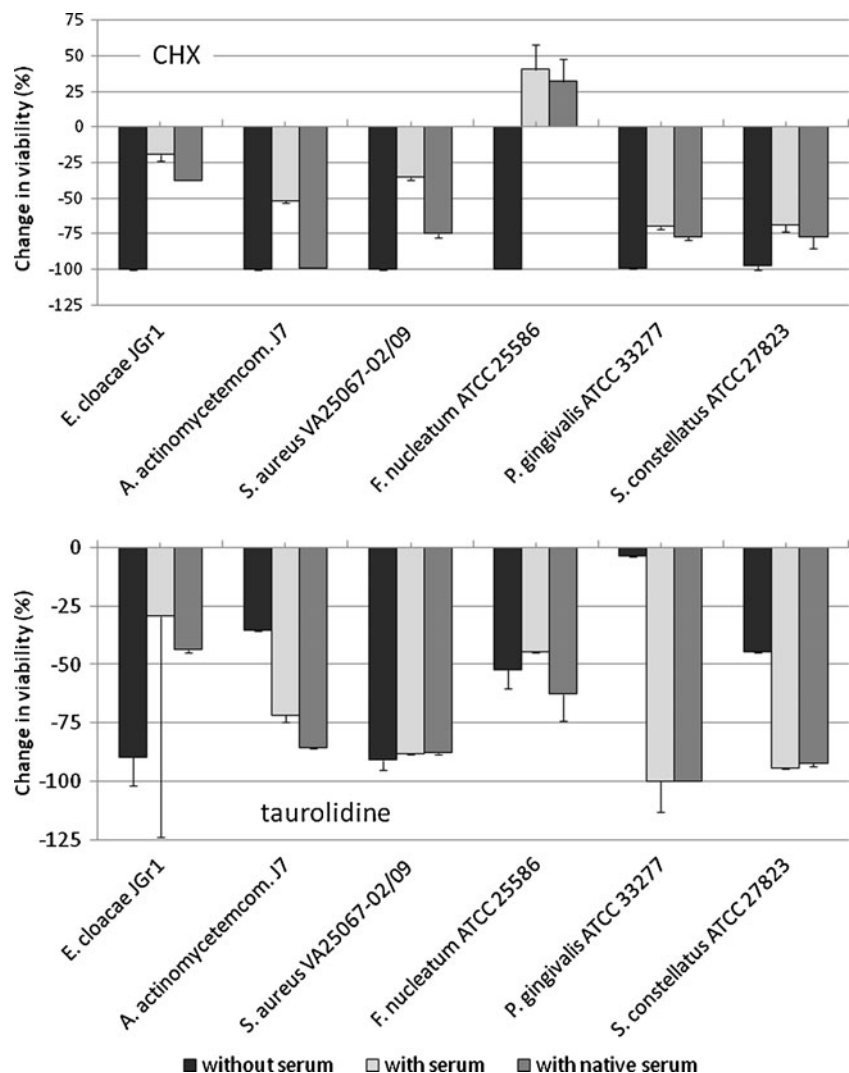 75
50
25
0
-25
-50
-75
-100
-125
Change in viability (%)
CHX
E. cloacae JGr1
A. actinomycetemcom. J7
S. aureus VA25067-02/09
F. nucleatum ATCC 25586
P. gingivalis ATCC 33277
S. constellatus ATCC 27823
0
-25
-50
-75
-100
-125
Change in viability (%)
taurolidine
E. cloacae JGr1
A. actinomycetemcom. J7
S. aureus VA25067-02/09
F. nucleatum ATCC 25586
P. gingivalis ATCC 33277
S. constellatus ATCC 27823
without serum with serum with native serum